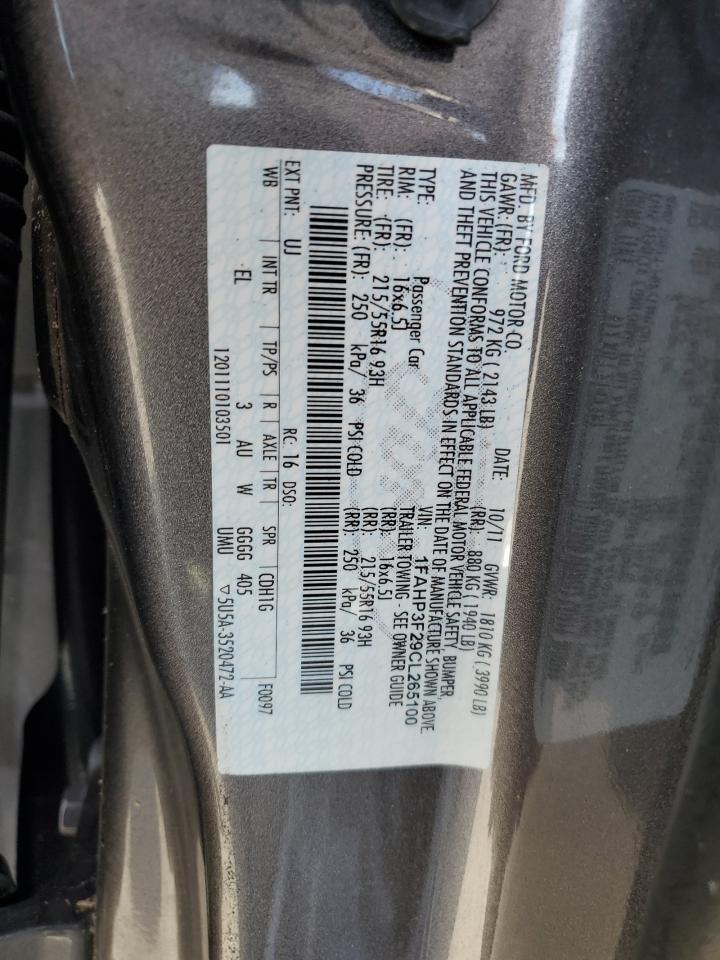 MFD. BY FORD MOTOR CO. DATE: 10/11 GVWR: 1810 KG ( 3990 LB)
GAWR: (FR): 972 KG ( 2143 LB) (RR): 880 KG ( 1940 LB)
THIS VEHICLE CONFORMS TO ALL APPLICABLE FEDERAL MOTOR VEHICLE SAFETY, BUMPER,
AND THEFT PREVENTION STANDARDS IN EFFECT ON THE DATE OF MANUFACTURE SHOWN ABOVE.
VIN: 1FAHP3F29CL265100
TYPE: Passenger Car TRAILER TOWING - SEE OWNER GUIDE
RIM: (FR): 16x6.5J (RR): 16x6.5J
TIRE: (FR): 215/55R16 93H (RR): 215/55R16 93H
PRESSURE: (FR): 250 kPa/ 36 PSI COLD (RR): 250 kPa/ 36 PSI COLD
EXT PNT: UJ RC: 16 DSO: F0097
WB INT TR TP/PS R AXLE TR SPR CDH1G
EL 3 AU W GGGG 405
1201110103501 UMU ▽5U5A-3520472-AA